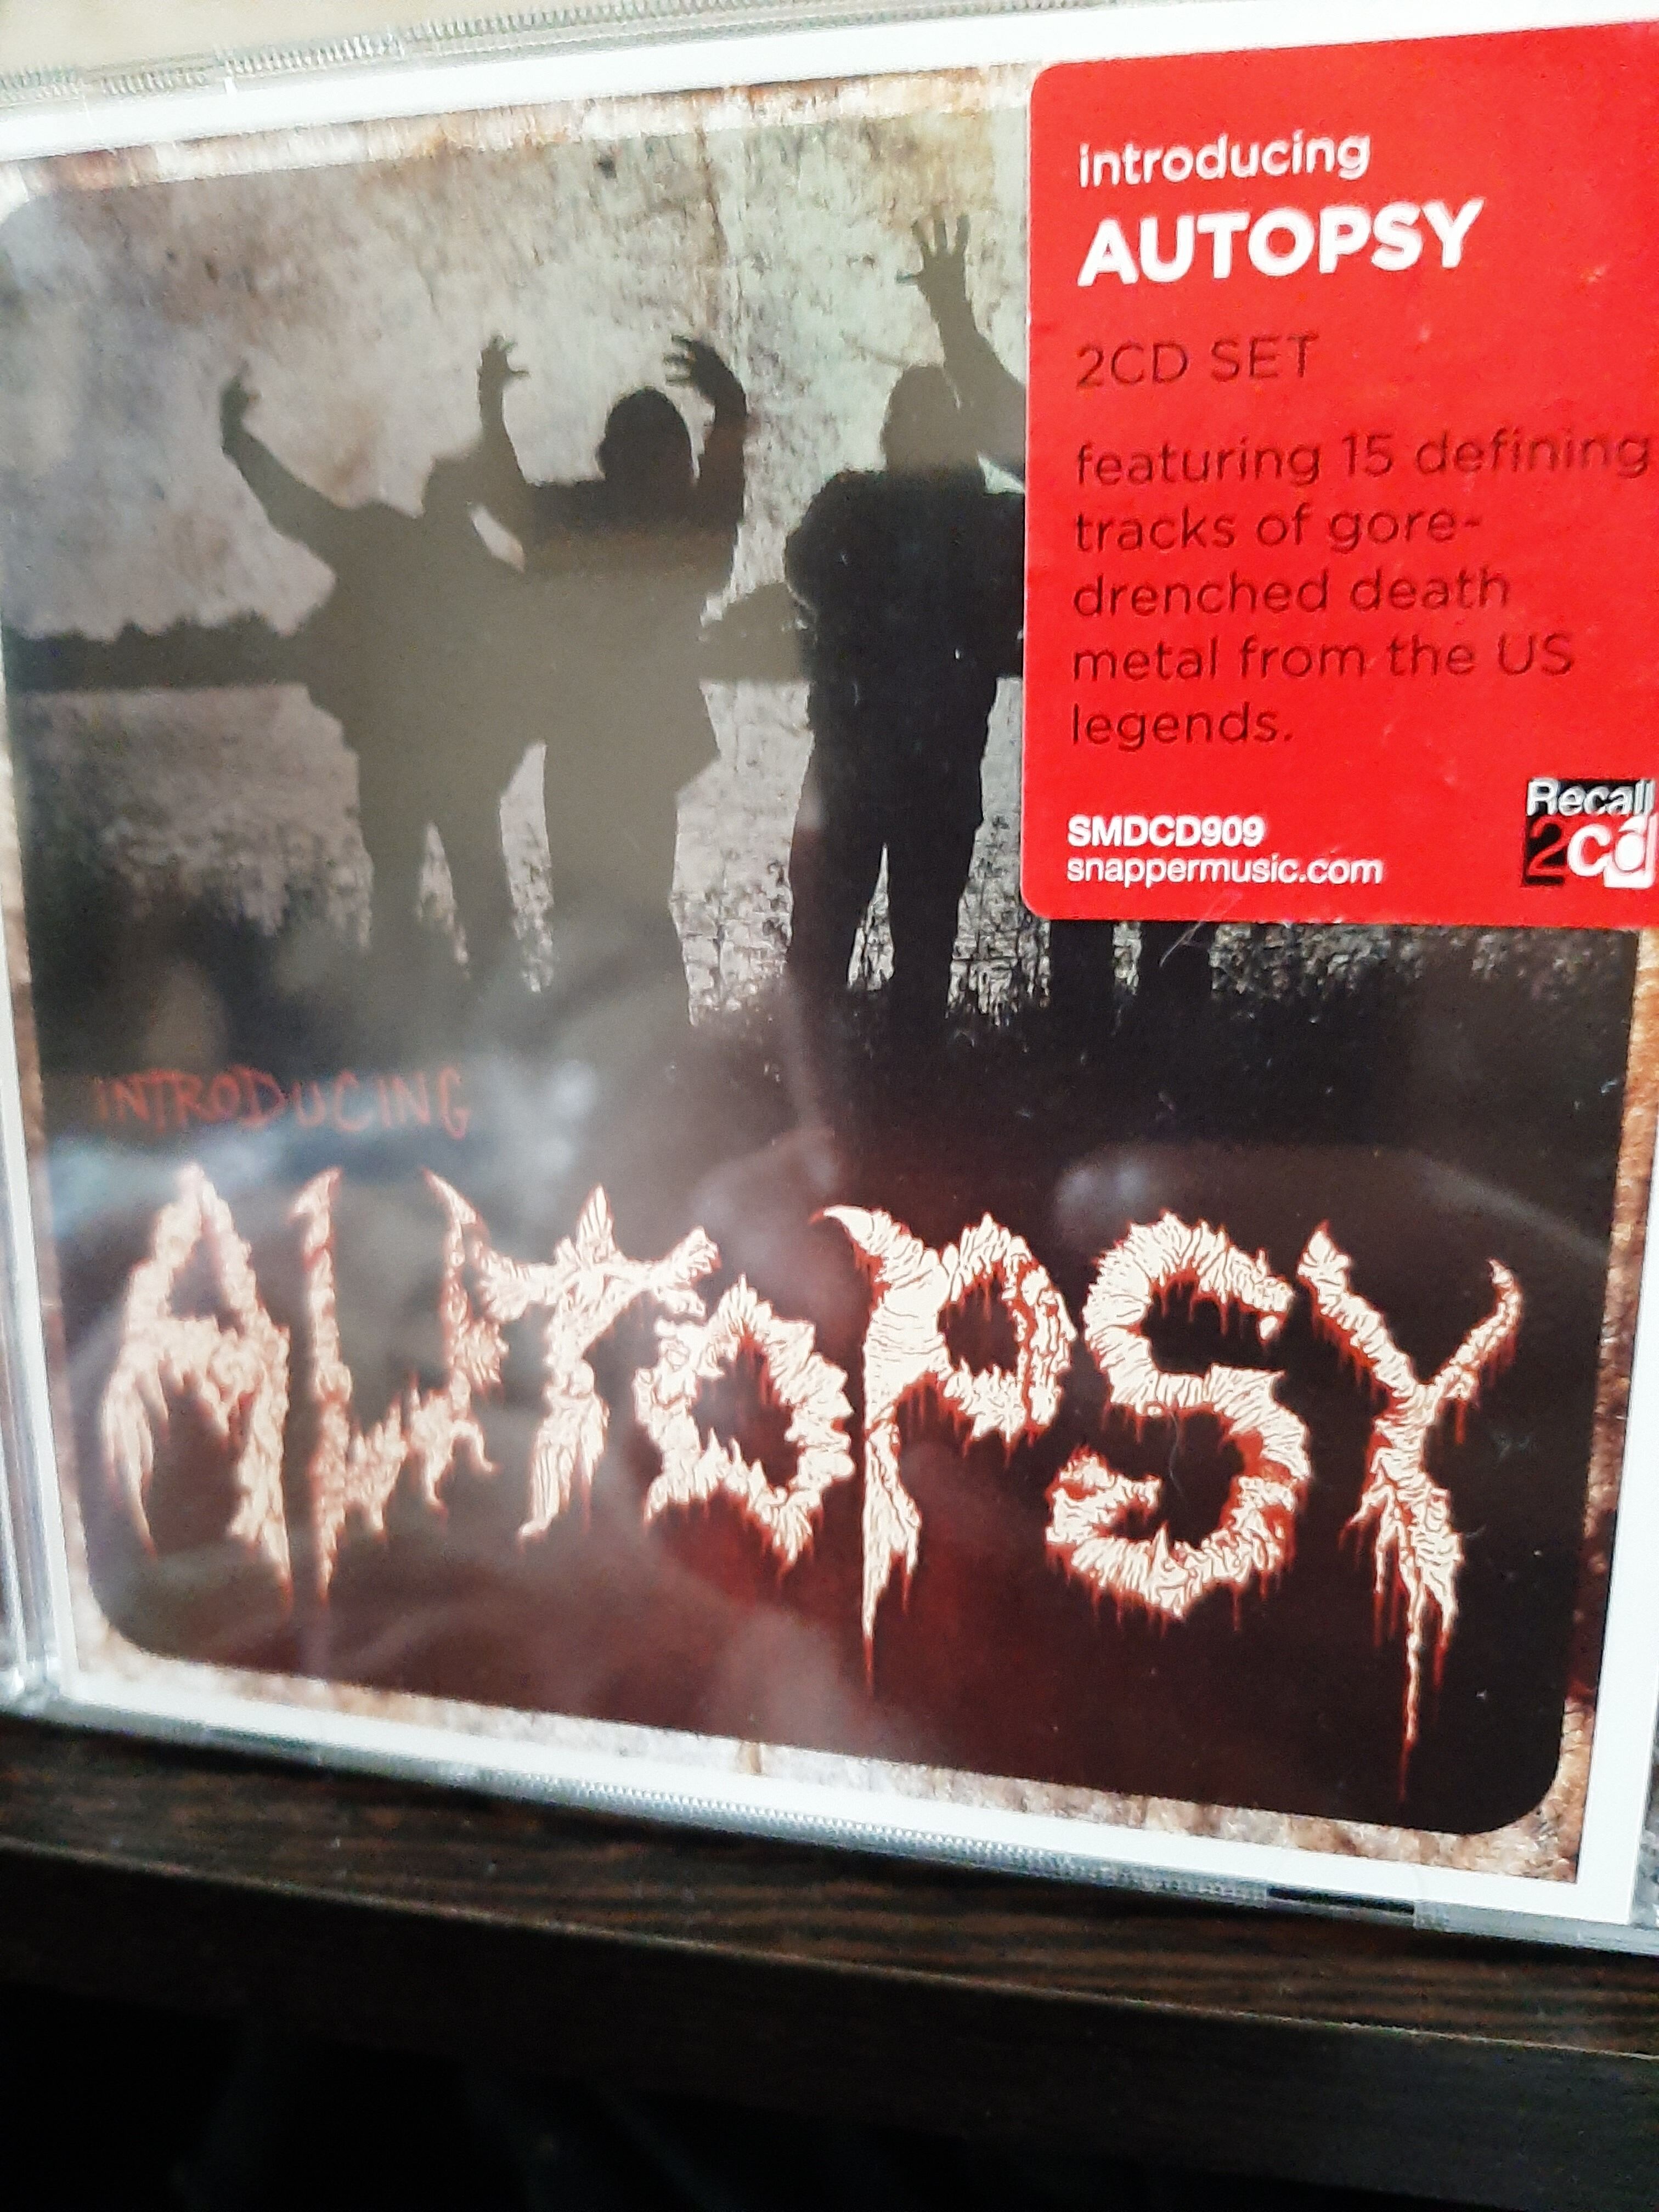 introducing
AUTOPSY
2CD SET
featuring 15 defining
tracks of gore-
drenched death
metal from the US
legends.
SMDCD909
snappermusic.com
Recall
2cd
INTRODUCING
AUTOPSY